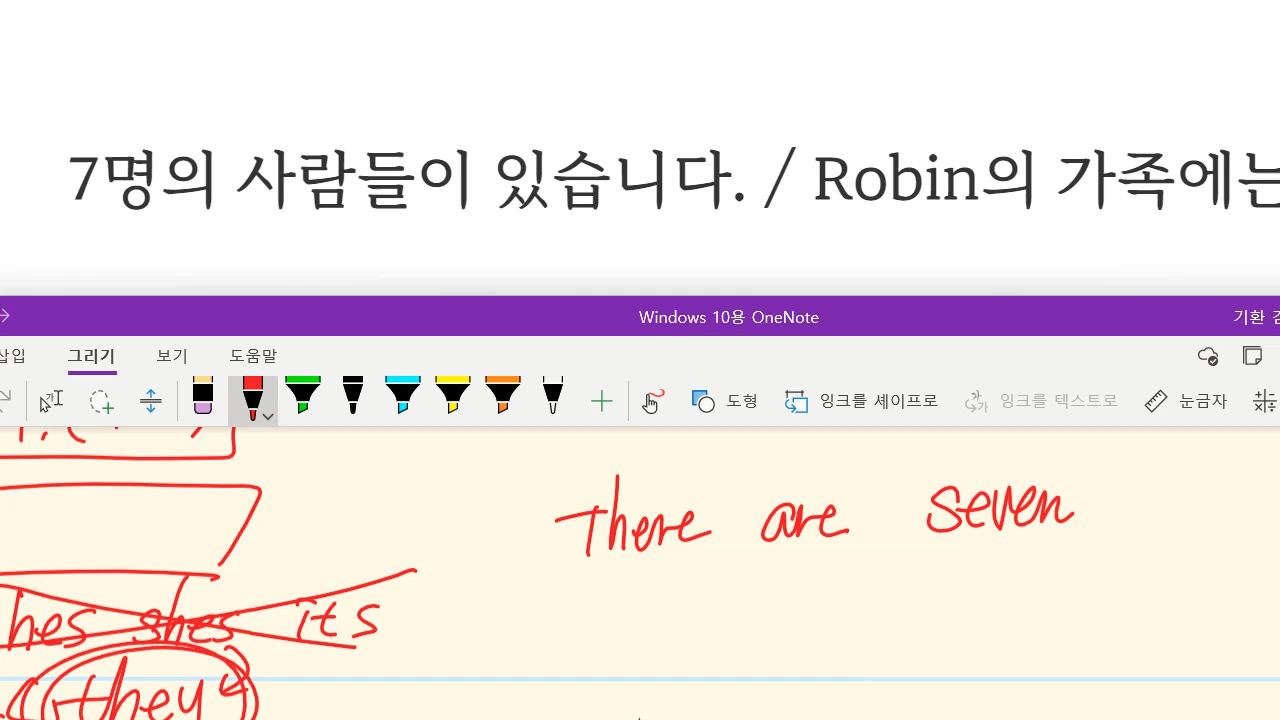 7명의 사람들이 있습니다. / Robin의 가족에는
Windows 10용 OneNote
기환
삽입 그리기 보기 도움말
도형 잉크를 셰이프로 잉크를 텍스트로 눈금자
There are seven
hes shes its
they